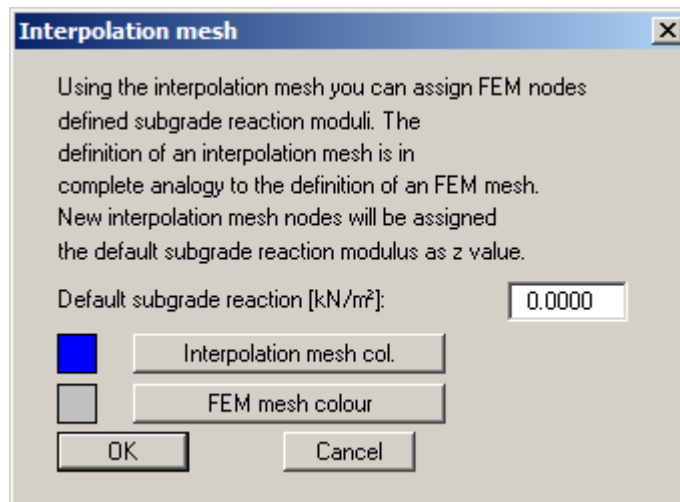 Interpolation mesh
Using the interpolation mesh you can assign FEM nodes
defined subgrade reaction moduli. The
definition of an interpolation mesh is in
complete analogy to the definition of an FEM mesh.
New interpolation mesh nodes will be assigned
the default subgrade reaction modulus as z value.
Default subgrade reaction [kN/m²]: 0.0000
Interpolation mesh col.
FEM mesh colour
OK Cancel